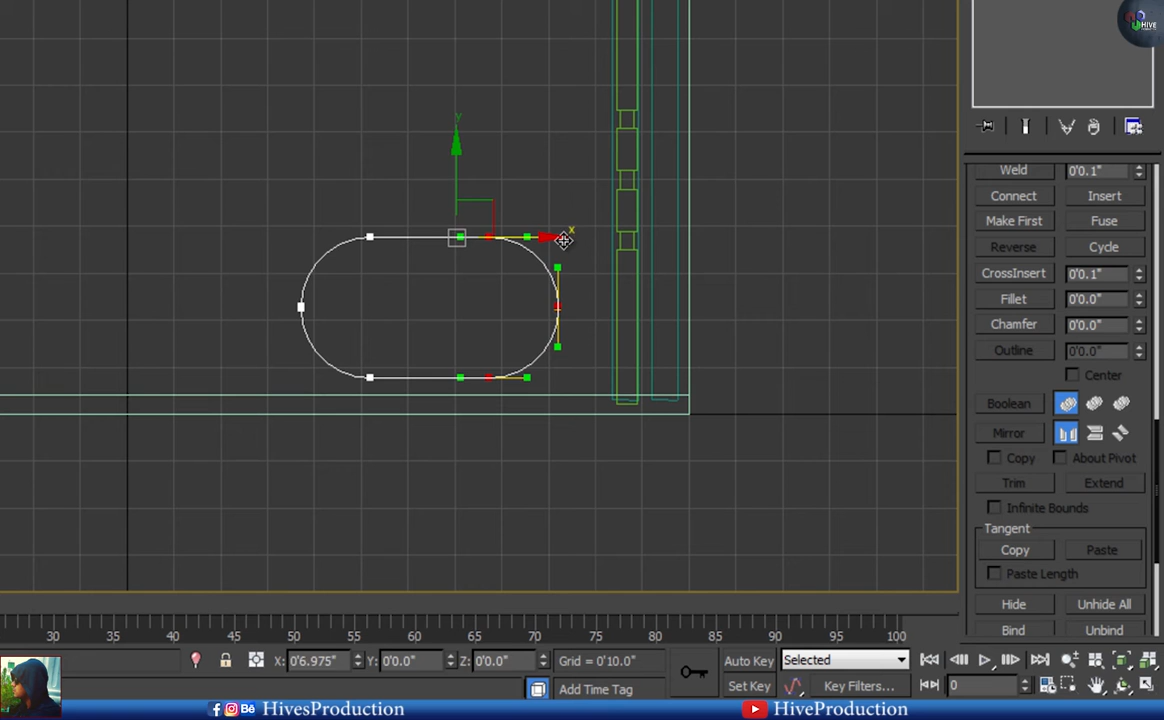 HIVE
Y
X
Weld 0'0.1"
Connect Insert
Make First Fuse
Reverse Cycle
CrossInsert 0'0.1"
Fillet 0'0.0"
Chamfer 0'0.0"
Outline 0'0.0"
Center
Boolean
Mirror
Copy About Pivot
Trim Extend
Infinite Bounds
Tangent
Copy Paste
Paste Length
Hide Unhide All
Bind Unbind
30 35 40 45 50 55 60 65 70 75 80 85 90 95 100
X: 0'6.975" Y: 0'0.0" Z: 0'0.0" Grid = 0'10.0" Auto Key Selected
Add Time Tag Set Key Key Filters... 0
HivesProduction HiveProduction